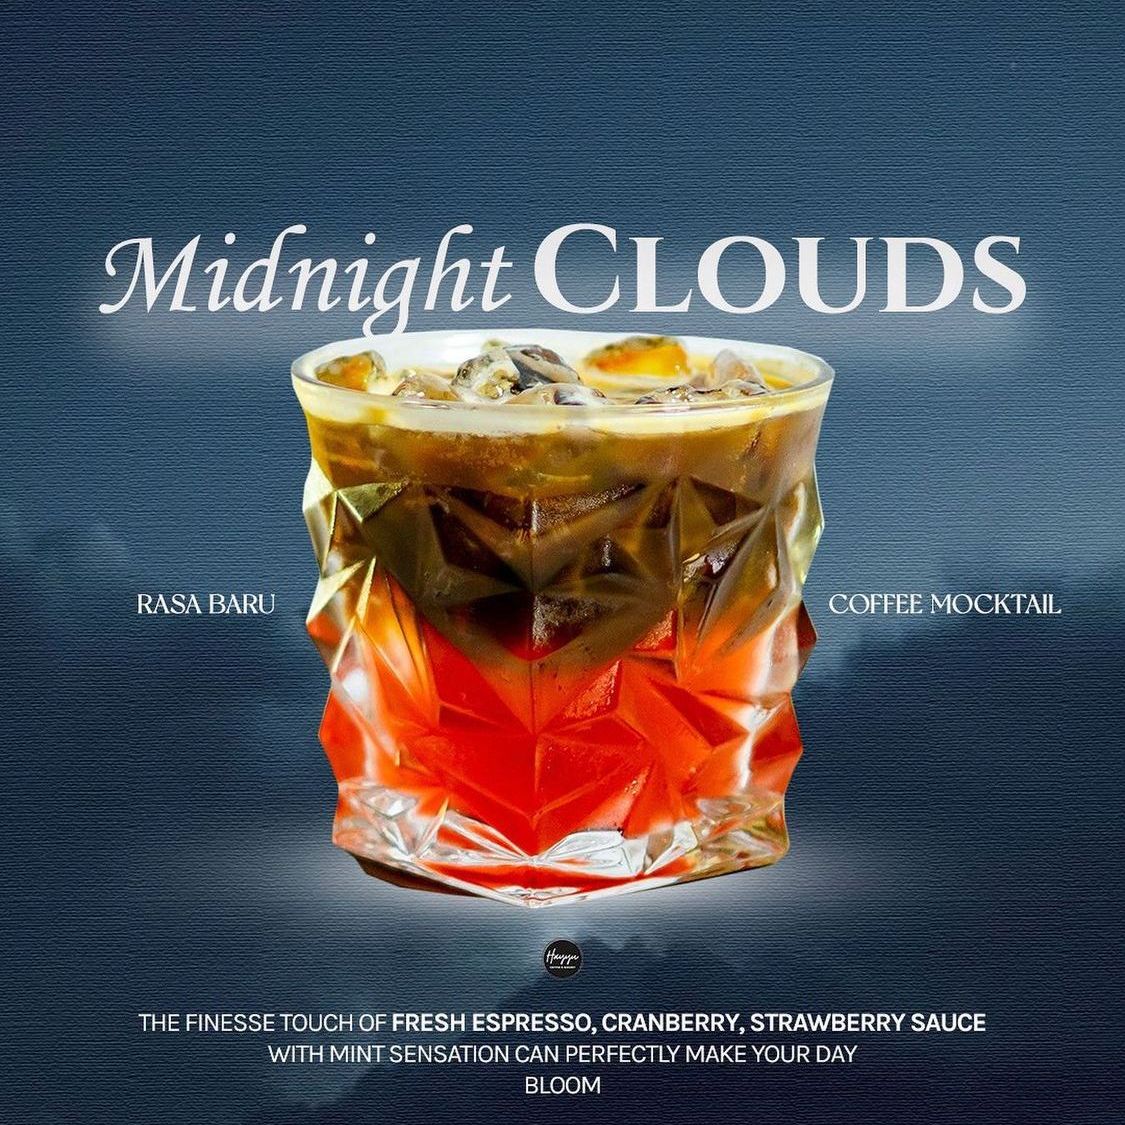 Midnight CLOUDS
RASA BARU
COFFEE MOCKTAIL
Hayyu
THE FINESSE TOUCH OF FRESH ESPRESSO, CRANBERRY, STRAWBERRY SAUCE
WITH MINT SENSATION CAN PERFECTLY MAKE YOUR DAY
BLOOM